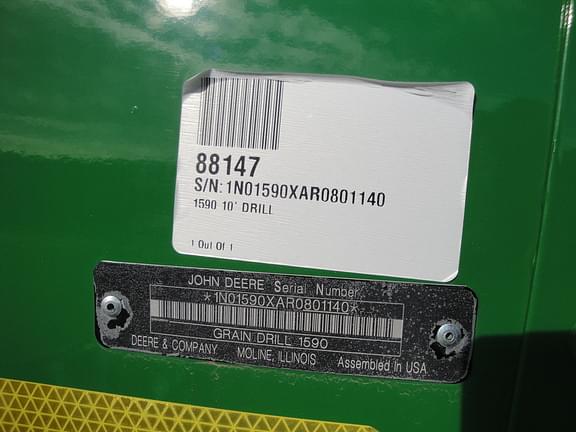 88147
S/N: 1N01590XAR0801140
1590 10' DRILL
1 Out Of 1
JOHN DEERE Serial Number
*1N01590XAR0801140*
GRAIN DRILL 1590
DEERE & COMPANY MOLINE, ILLINOIS Assembled in USA